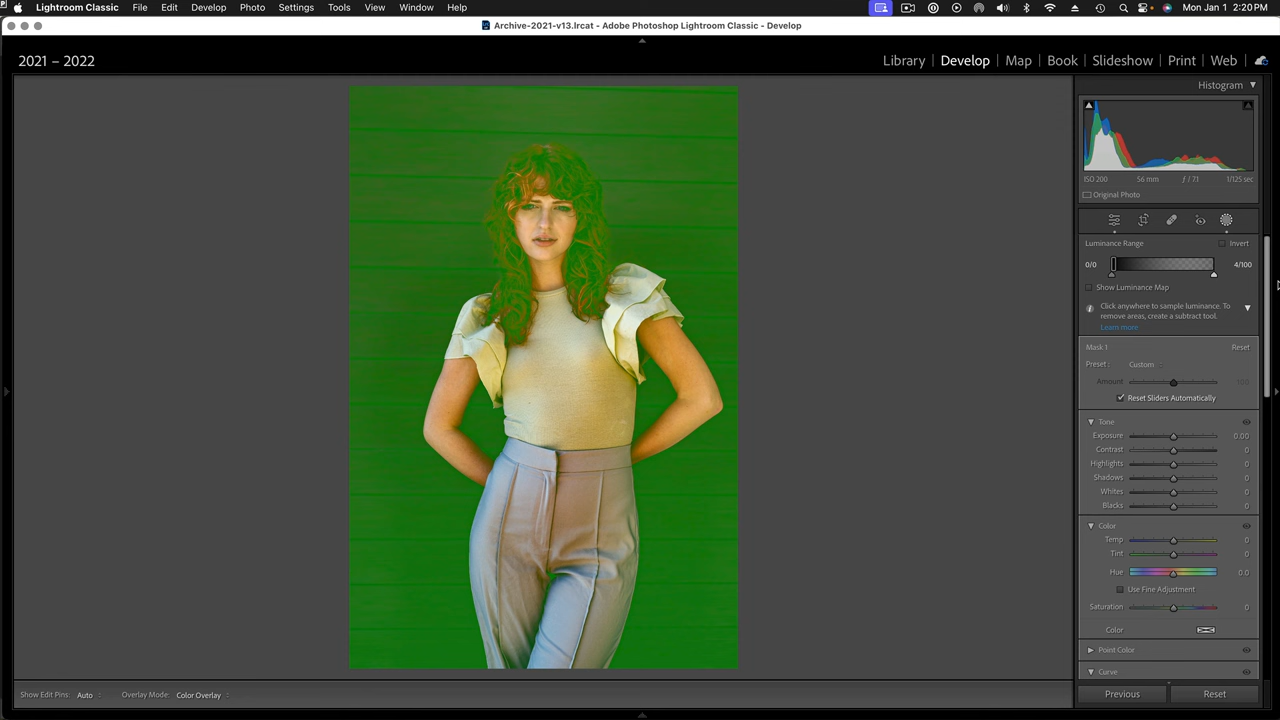 Lightroom Classic File Edit Develop Photo Settings Tools View Window Help Mon Jan 1 2:20 PM
Archive-2021-v13.lrcat - Adobe Photoshop Lightroom Classic - Develop
2021 – 2022 Library Develop Map Book Slideshow Print Web
Histogram
ISO 200 56 mm ƒ / 7.1 1/125 sec
Original Photo
Luminance Range Invert
0/0 4/100
Show Luminance Map
Click anywhere to sample luminance. To
remove areas, create a subtract tool.
Learn more
Mask 1 Reset
Preset : Custom
Amount 100
Reset Sliders Automatically
Tone
Exposure 0.00
Contrast 0
Highlights 0
Shadows 0
Whites 0
Blacks 0
Color
Temp 0
Tint 0
Hue 0.0
Use Fine Adjustment
Saturation 0
Color
Point Color
Curve
Show Edit Pins: Auto Overlay Mode: Color Overlay Previous Reset